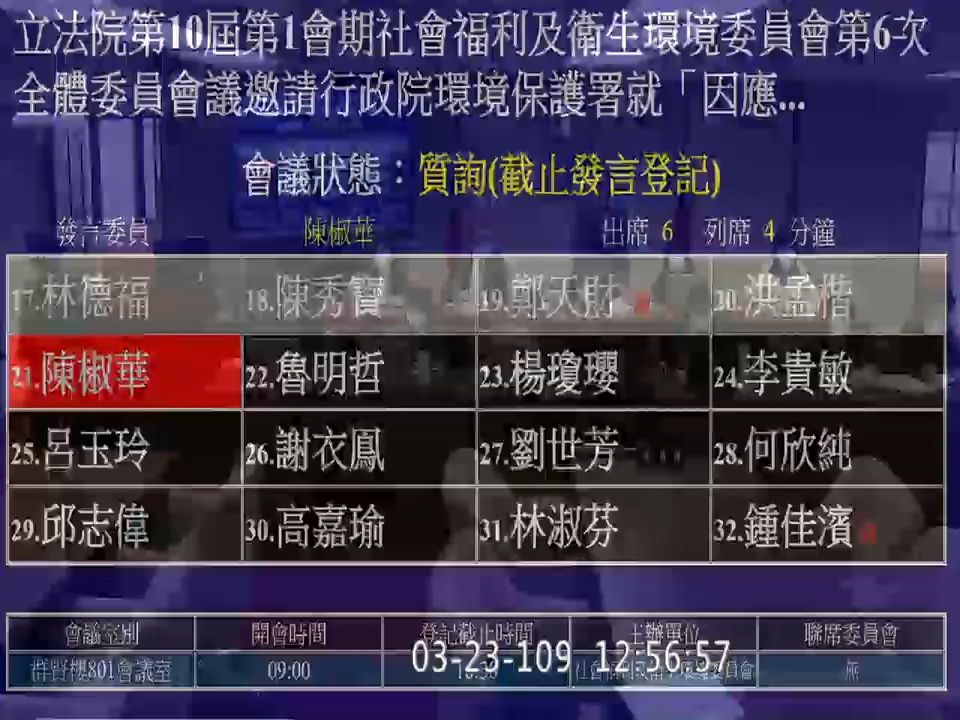 立法院第10屆第1會期社會福利及衛生環境委員會第6次
全體委員會議邀請行政院環境保護署就「因應...
會議狀態：質詢(截止發言登記)
發言委員 陳椒華 出席 6 列席 4 分鐘
17.林德福 18.陳秀寶 19.鄭天財 20.洪孟楷
21.陳椒華 22.魯明哲 23.楊瓊瓔 24.李貴敏
25.呂玉玲 26.謝衣鳳 27.劉世芳 28.何欣純
29.邱志偉 30.高嘉瑜 31.林淑芬 32.鍾佳濱
會議室別 開會時間 登記截止時間 主辦單位 聯席委員會
群賢樓801會議室 09:00 無
03-23-109 12:56:57